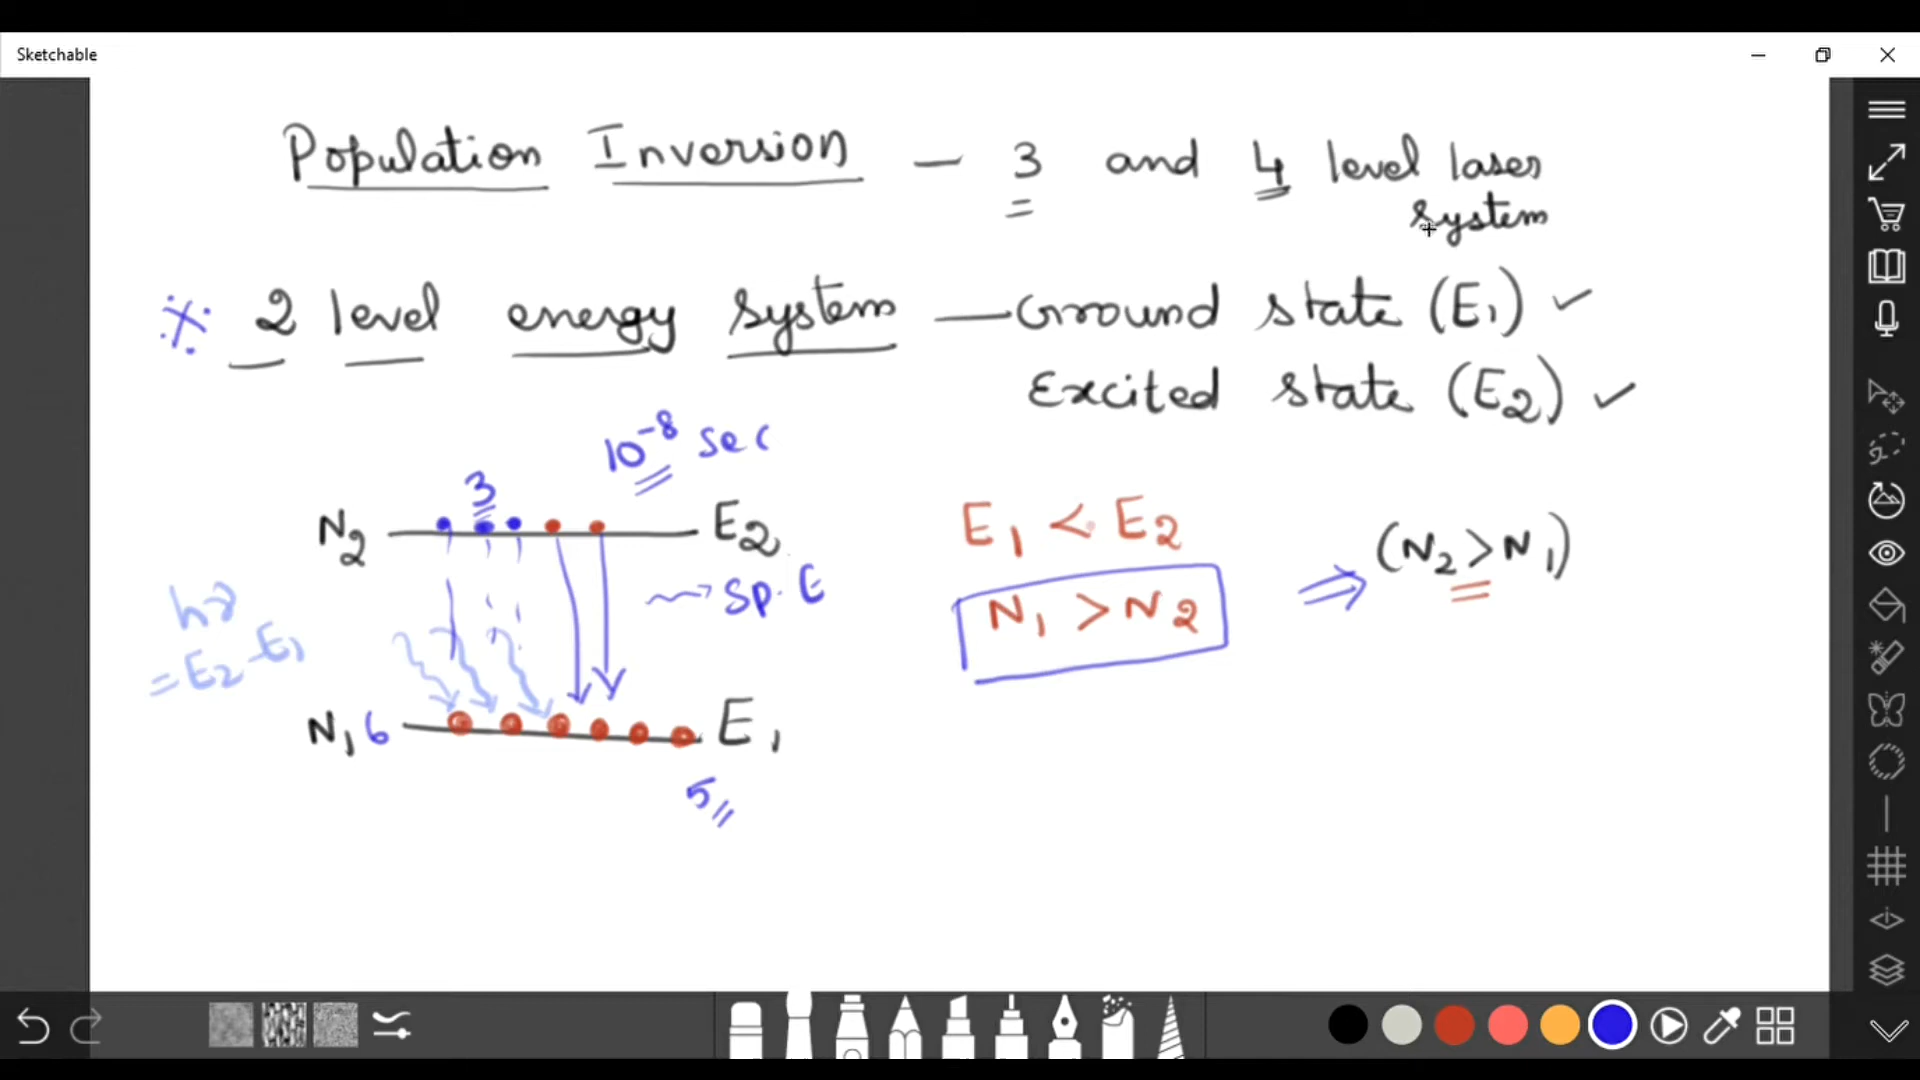 Sketchable
Population Inversion — 3 and 4 level laser
system
※ 2 level energy system — Ground state (E1) ✓
Excited state (E2) ✓
10^-8 sec
3
N2 E2
E1 < E2
(N2 > N1)
hν
= E2 - E1
Sp. E
N1 > N2 ⇒
N1 6 E1
5